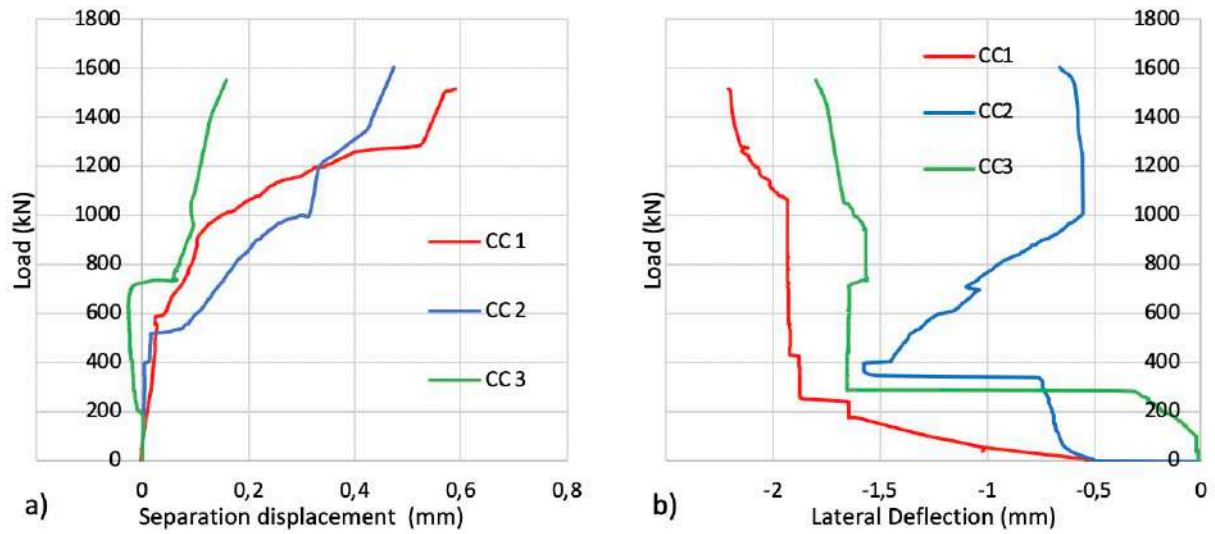 1800
1600
1400
1200
1000
800
600
400
200
0
Load (kN)
0
0,2
0,4
0,6
0,8
Separation displacement (mm)
a)
CC 1
CC 2
CC 3
1800
1600
1400
1200
1000
800
600
400
200
0
Load (kN)
-2
-1,5
-1
-0,5
0
Lateral Deflection (mm)
b)
CC1
CC2
CC3